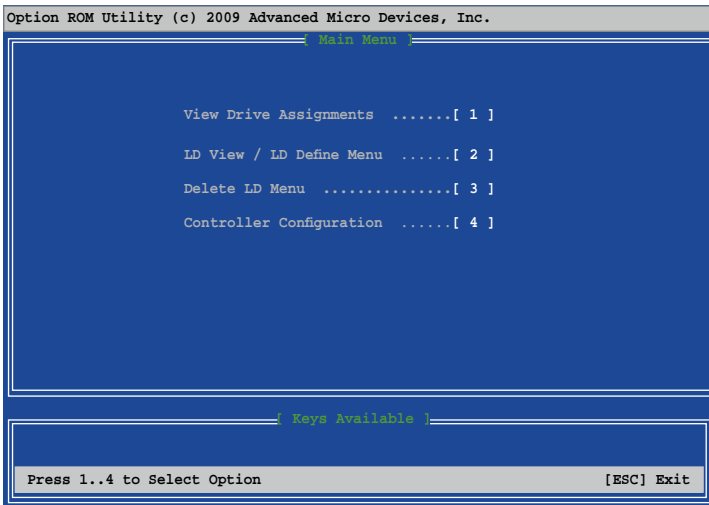 Option ROM Utility (c) 2009 Advanced Micro Devices, Inc.
[ Main Menu ]
View Drive Assignments .......[ 1 ]
LD View / LD Define Menu ......[ 2 ]
Delete LD Menu ...............[ 3 ]
Controller Configuration ......[ 4 ]
[ Keys Available ]
Press 1..4 to Select Option [ESC] Exit